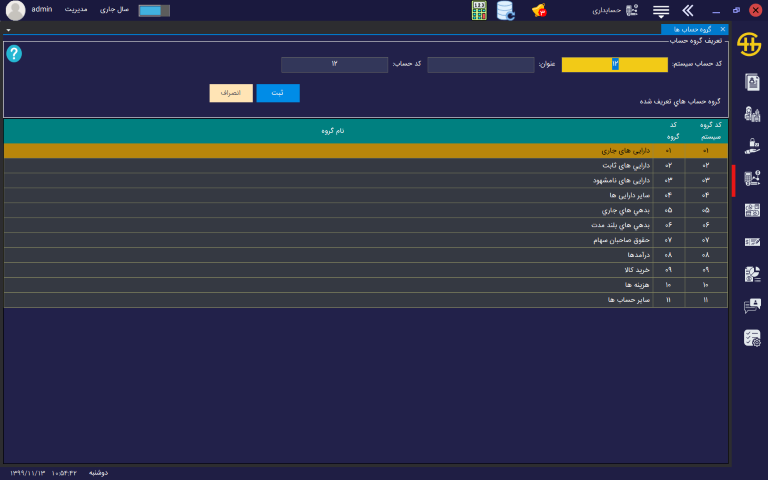 حسابداری
سال جاری
مدیریت
admin
گروه حساب ها
تعریف گروه حساب
کد حساب سیستم: ۱۲
عنوان:
کد حساب: ۱۲
ثبت
انصراف
گروه حساب هاي تعریف شده
کد گروه سیستم
کد گروه
نام گروه
۰۱ ۰۱ دارایی های جاری
۰۲ ۰۲ دارايي های ثابت
۰۳ ۰۳ دارایی های نامشهود
۰۴ ۰۴ سایر دارایی ها
۰۵ ۰۵ بدهي هاي جاري
۰۶ ۰۶ بدهي هاي بلند مدت
۰۷ ۰۷ حقوق صاحبان سهام
۰۸ ۰۸ درآمدها
۰۹ ۰۹ خرید کالا
۱۰ ۱۰ هزینه ها
۱۱ ۱۱ سایر حساب ها
دوشنبه
۱۰:۵۴:۴۲
۱۳۹۹/۱۱/۱۳